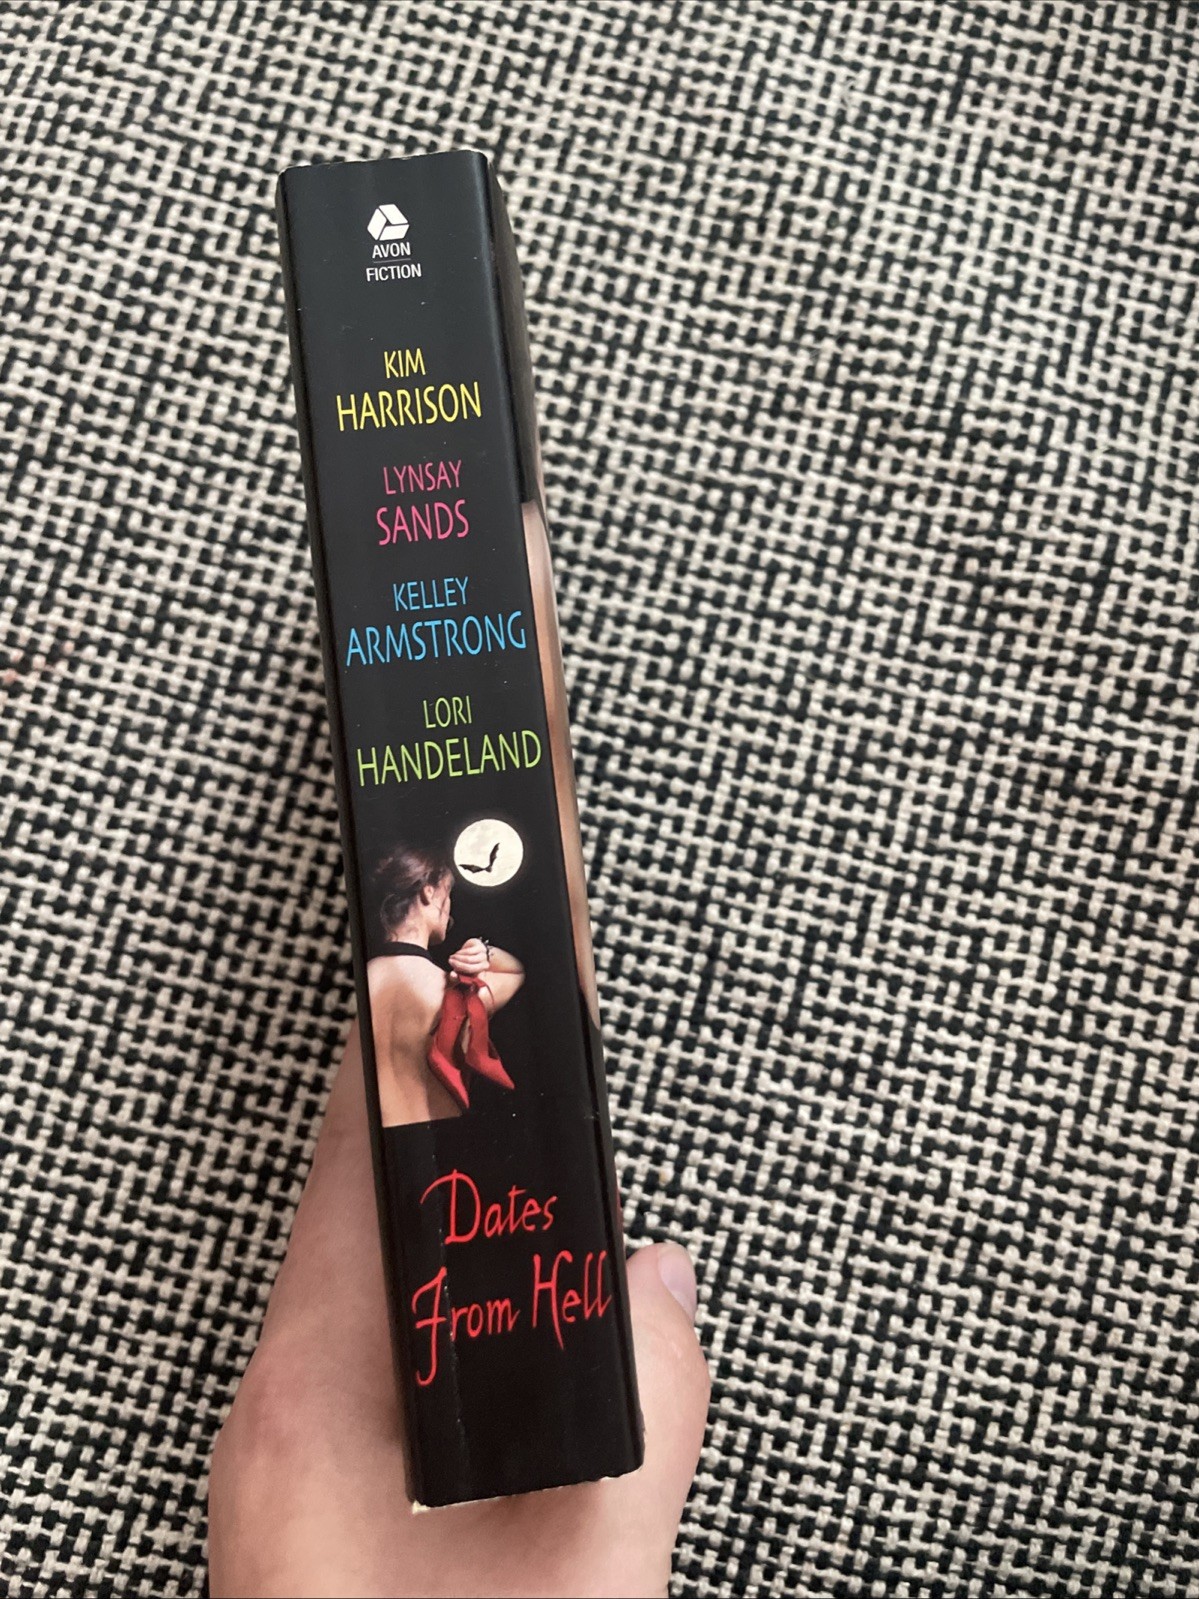 AVON
FICTION
KIM
HARRISON
LYNSAY
SANDS
KELLEY
ARMSTRONG
LORI
HANDELAND
Dates
From Hell